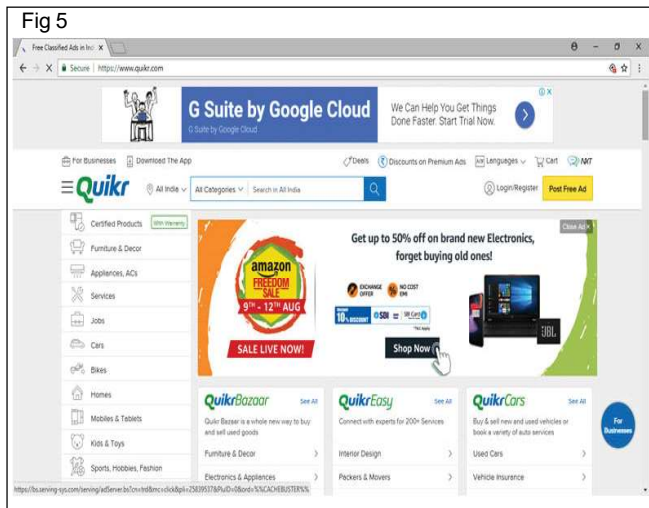 Fig 5
Free Classified Ads in Indi
Secure | https://www.quikr.com
G Suite by Google Cloud
G Suite by Google Cloud
We Can Help You Get Things
Done Faster. Start Trial Now.
For Businesses Download The App
Deals Discounts on Premium Ads Languages Cart NXT
Quikr All India All Categories Search in All India Login/Register Post Free Ad
Certified Products With Warranty
Furniture & Decor
Appliances, ACs
Services
Jobs
Cars
Bikes
Homes
Mobiles & Tablets
Kids & Toys
Sports, Hobbies, Fashion
Close Ad X
amazon
FREEDOM
SALE
9TH - 12TH AUG
SALE LIVE NOW!
Get up to 50% off on brand new Electronics,
forget buying old ones!
EXCHANGE
OFFER
NO COST
EMI
10% DISCOUNT SBI SBI Card
Shop Now
JBL
QuikrBazaar See All
Quikr Bazaar is a whole new way to buy
and sell used goods
Furniture & Decor
Electronics & Appliances
QuikrEasy See All
Connect with experts for 200+ Services
Interior Design
Packers & Movers
QuikrCars See All
Buy & sell new and used vehicles or
book a variety of auto services
Used Cars
Vehicle Insurance
For
Businesses